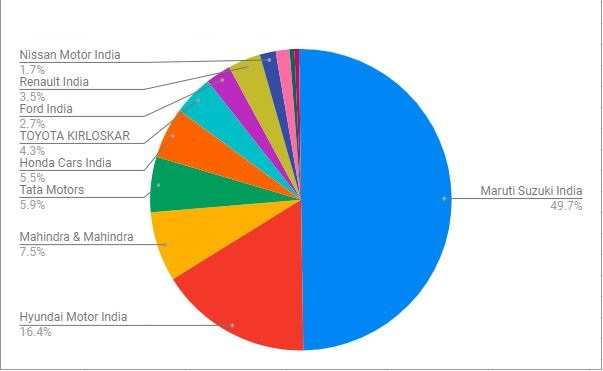 Nissan Motor India
1.7%
Renault India
3.5%
Ford India
2.7%
TOYOTA KIRLOSKAR
4.3%
Honda Cars India
5.5%
Tata Motors
5.9%
Mahindra & Mahindra
7.5%
Hyundai Motor India
16.4%
Maruti Suzuki India
49.7%